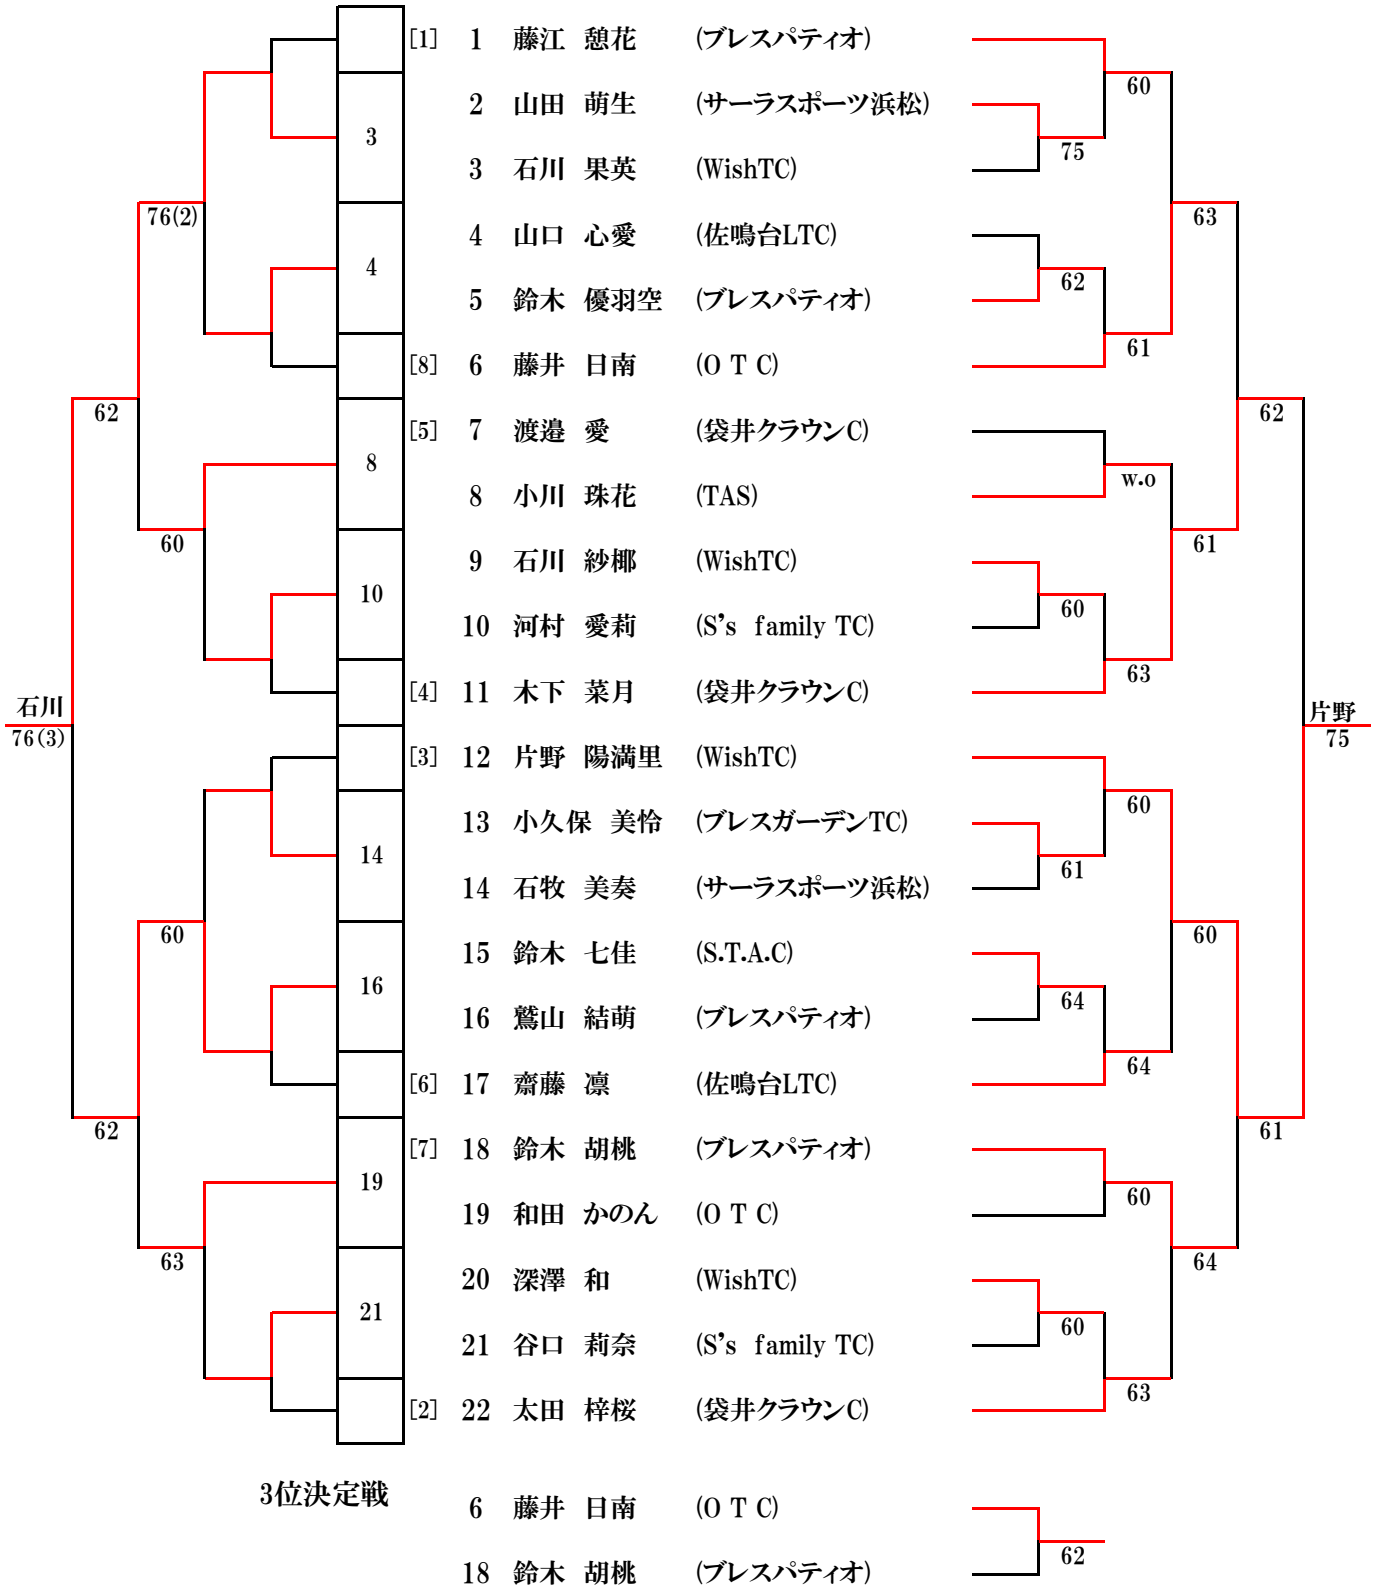 [1] 1 藤江 憩花 (ブレスパティオ)
60
2 山田 萌生 (サーラスポーツ浜松)
3
75
3 石川 果英 (WishTC)
76(2)
63
4 山口 心愛 (佐鳴台LTC)
4
62
5 鈴木 優羽空 (ブレスパティオ)
61
[8] 6 藤井 日南 (O T C)
62
62
[5] 7 渡邉 愛 (袋井クラウンC)
8
w.o
8 小川 珠花 (TAS)
60
61
9 石川 紗椰 (WishTC)
10
60
10 河村 愛莉 (S’s family TC)
63
[4] 11 木下 菜月 (袋井クラウンC)
石川
片野
76(3)
75
[3] 12 片野 陽満里 (WishTC)
60
13 小久保 美怜 (ブレスガーデンTC)
14
61
14 石牧 美奏 (サーラスポーツ浜松)
60
60
15 鈴木 七佳 (S.T.A.C)
16
64
16 鷲山 結萌 (ブレスパティオ)
64
[6] 17 齋藤 凛 (佐鳴台LTC)
62
61
[7] 18 鈴木 胡桃 (ブレスパティオ)
19
60
19 和田 かのん (O T C)
63
64
20 深澤 和 (WishTC)
21
60
21 谷口 莉奈 (S’s family TC)
63
[2] 22 太田 梓桜 (袋井クラウンC)
3位決定戦
6 藤井 日南 (O T C)
62
18 鈴木 胡桃 (ブレスパティオ)